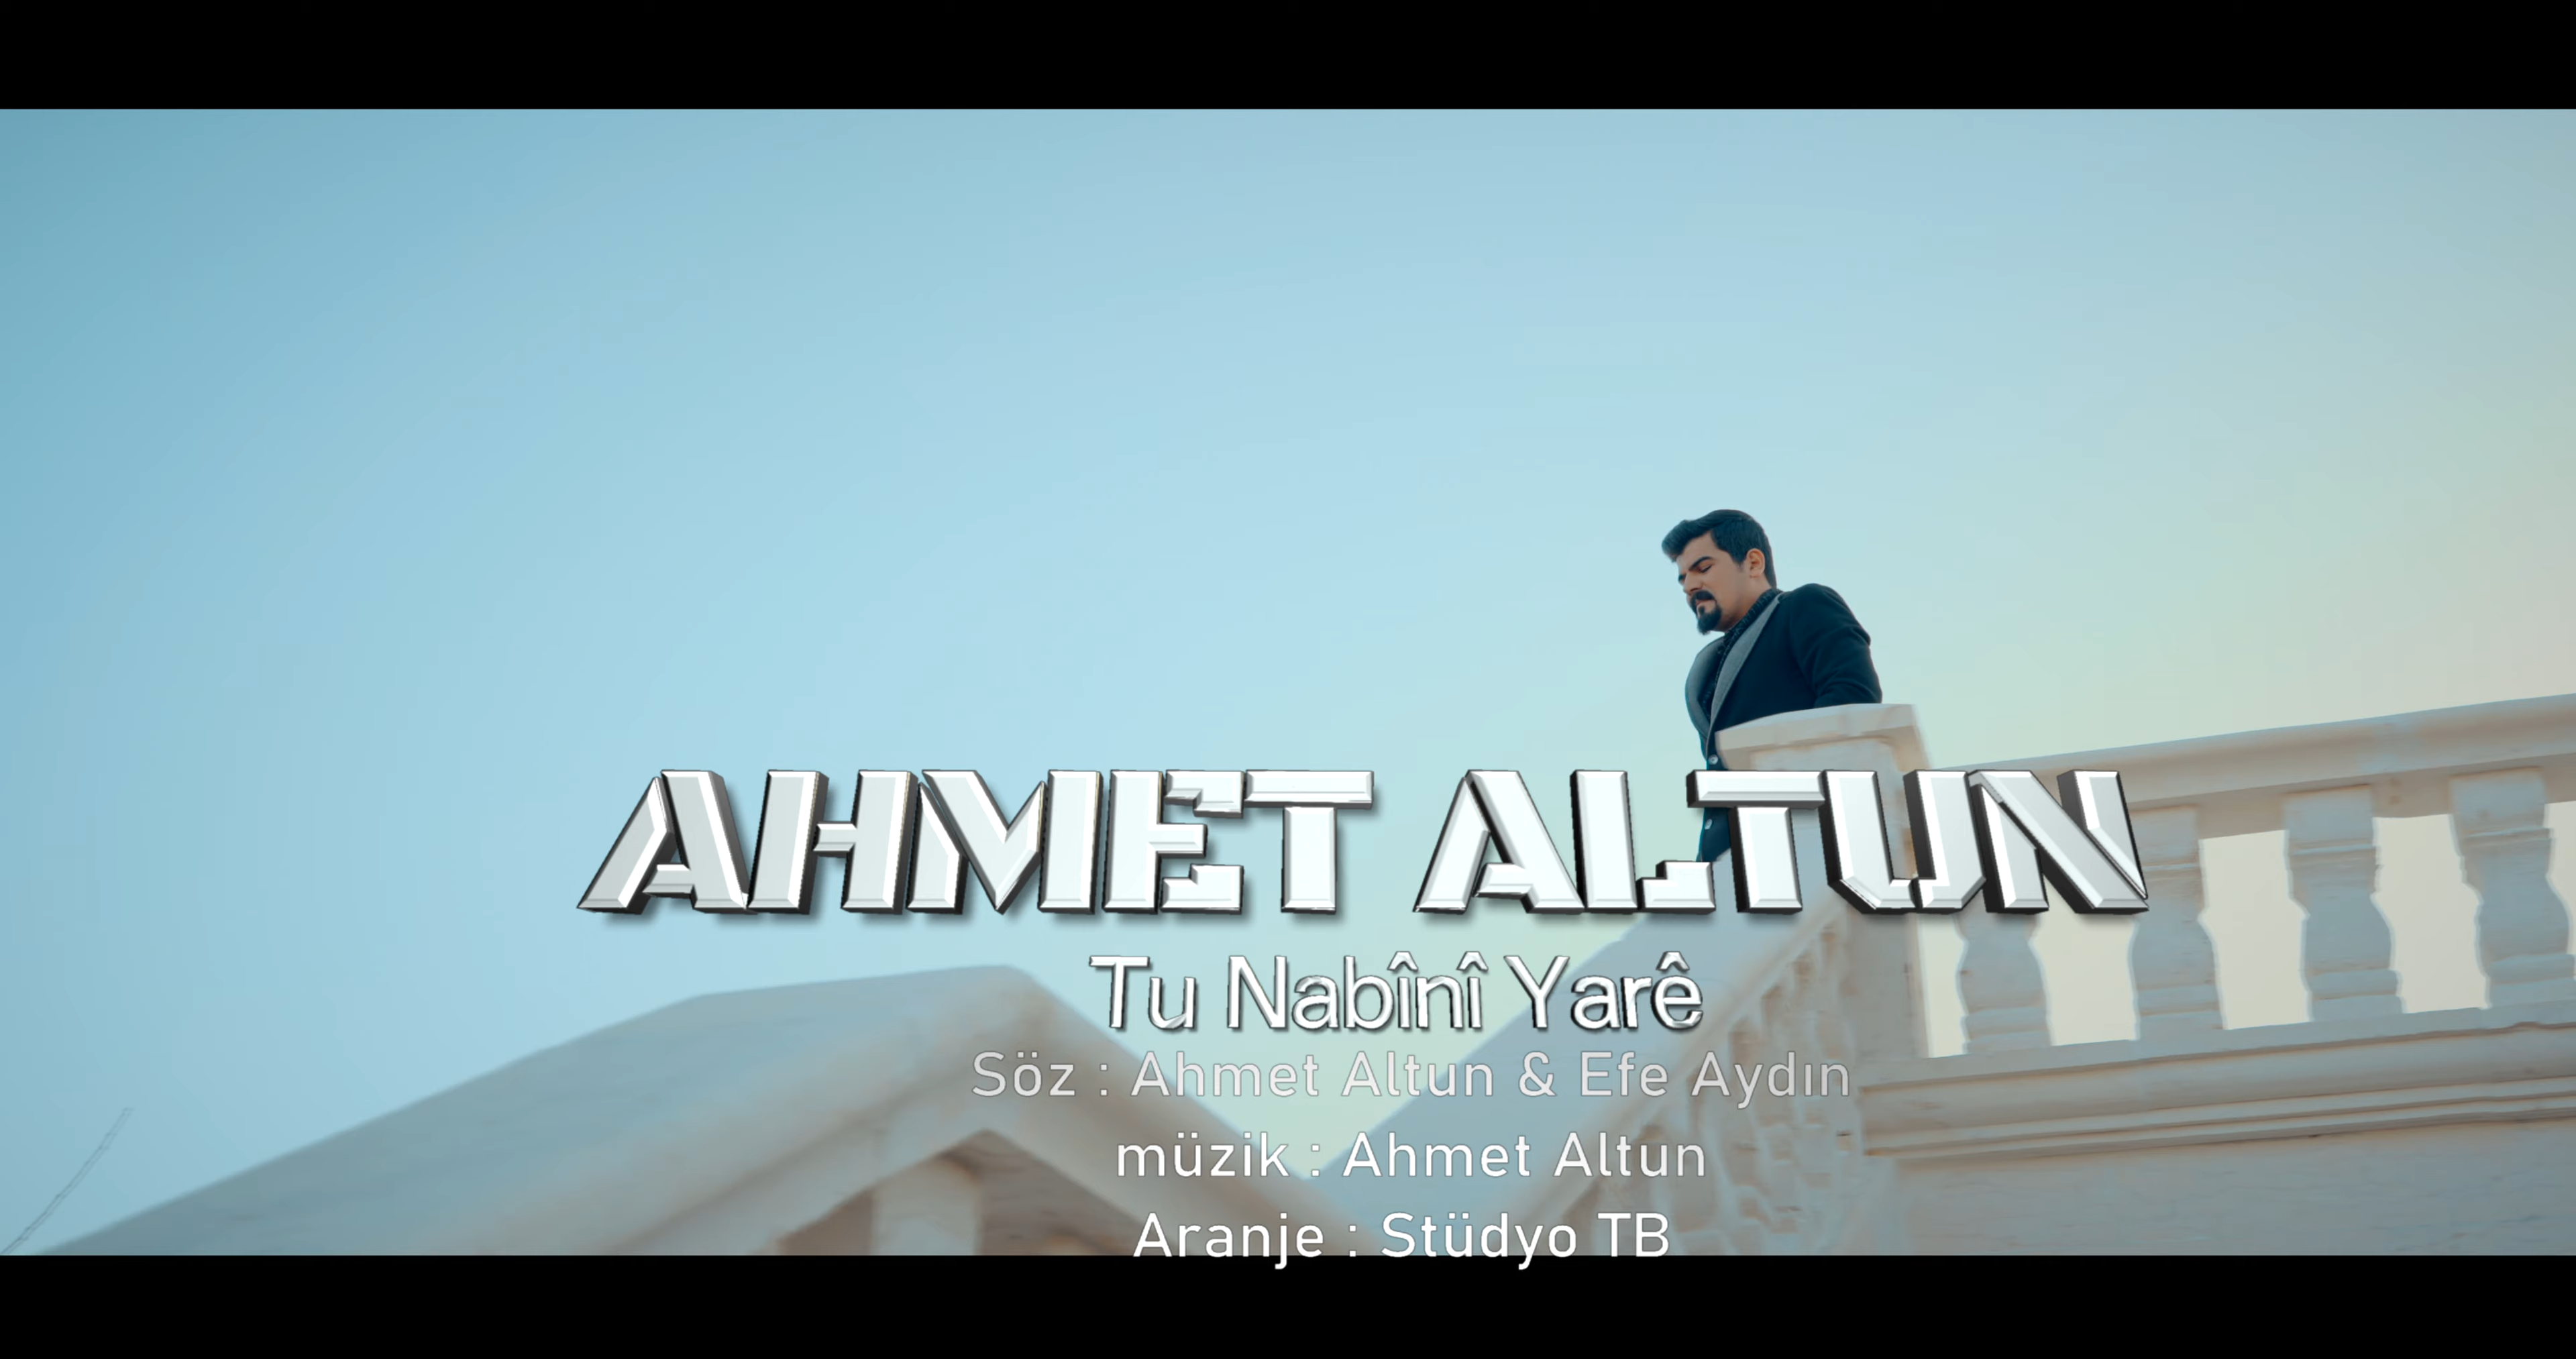 AHMET ALTUN
Tu Nabînî Yarê
Söz : Ahmet Altun & Efe Aydın
müzik : Ahmet Altun
Aranje : Stüdyo TB